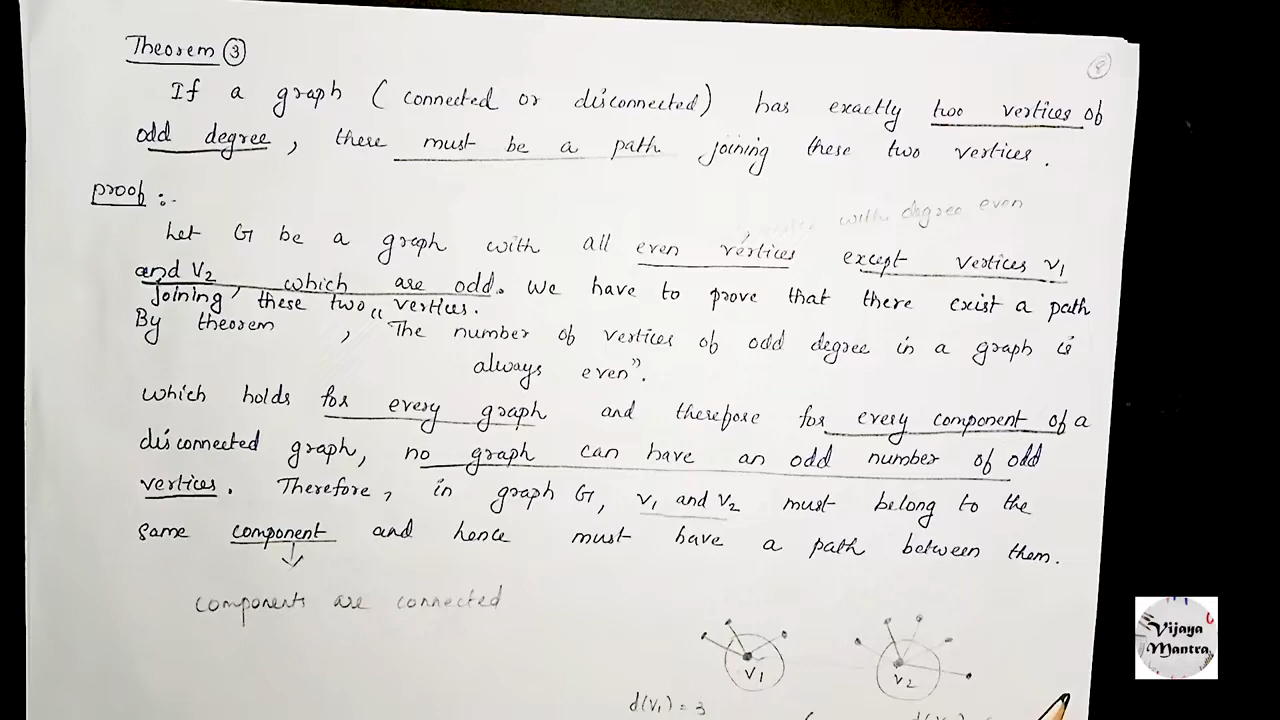 Theorem ③
8
If a graph (connected or disconnected) has exactly two vertices of
odd degree, there must be a path joining these two vertices.
proof :-
with degree even
Let G be a graph with all even vertices except vertices v1
and v2, which are odd. We have to prove that there exist a path
joining these two vertices.
By theorem , "The number of vertices of odd degree in a graph is
always even".
which holds for every graph and therefore for every component of a
disconnected graph, no graph can have an odd number of odd
vertices. Therefore, in graph G, v1 and v2 must belong to the
same component and hence must have a path between them.
components are connected
v1
v2
d(v1) = 3
Vijaya
Mantra